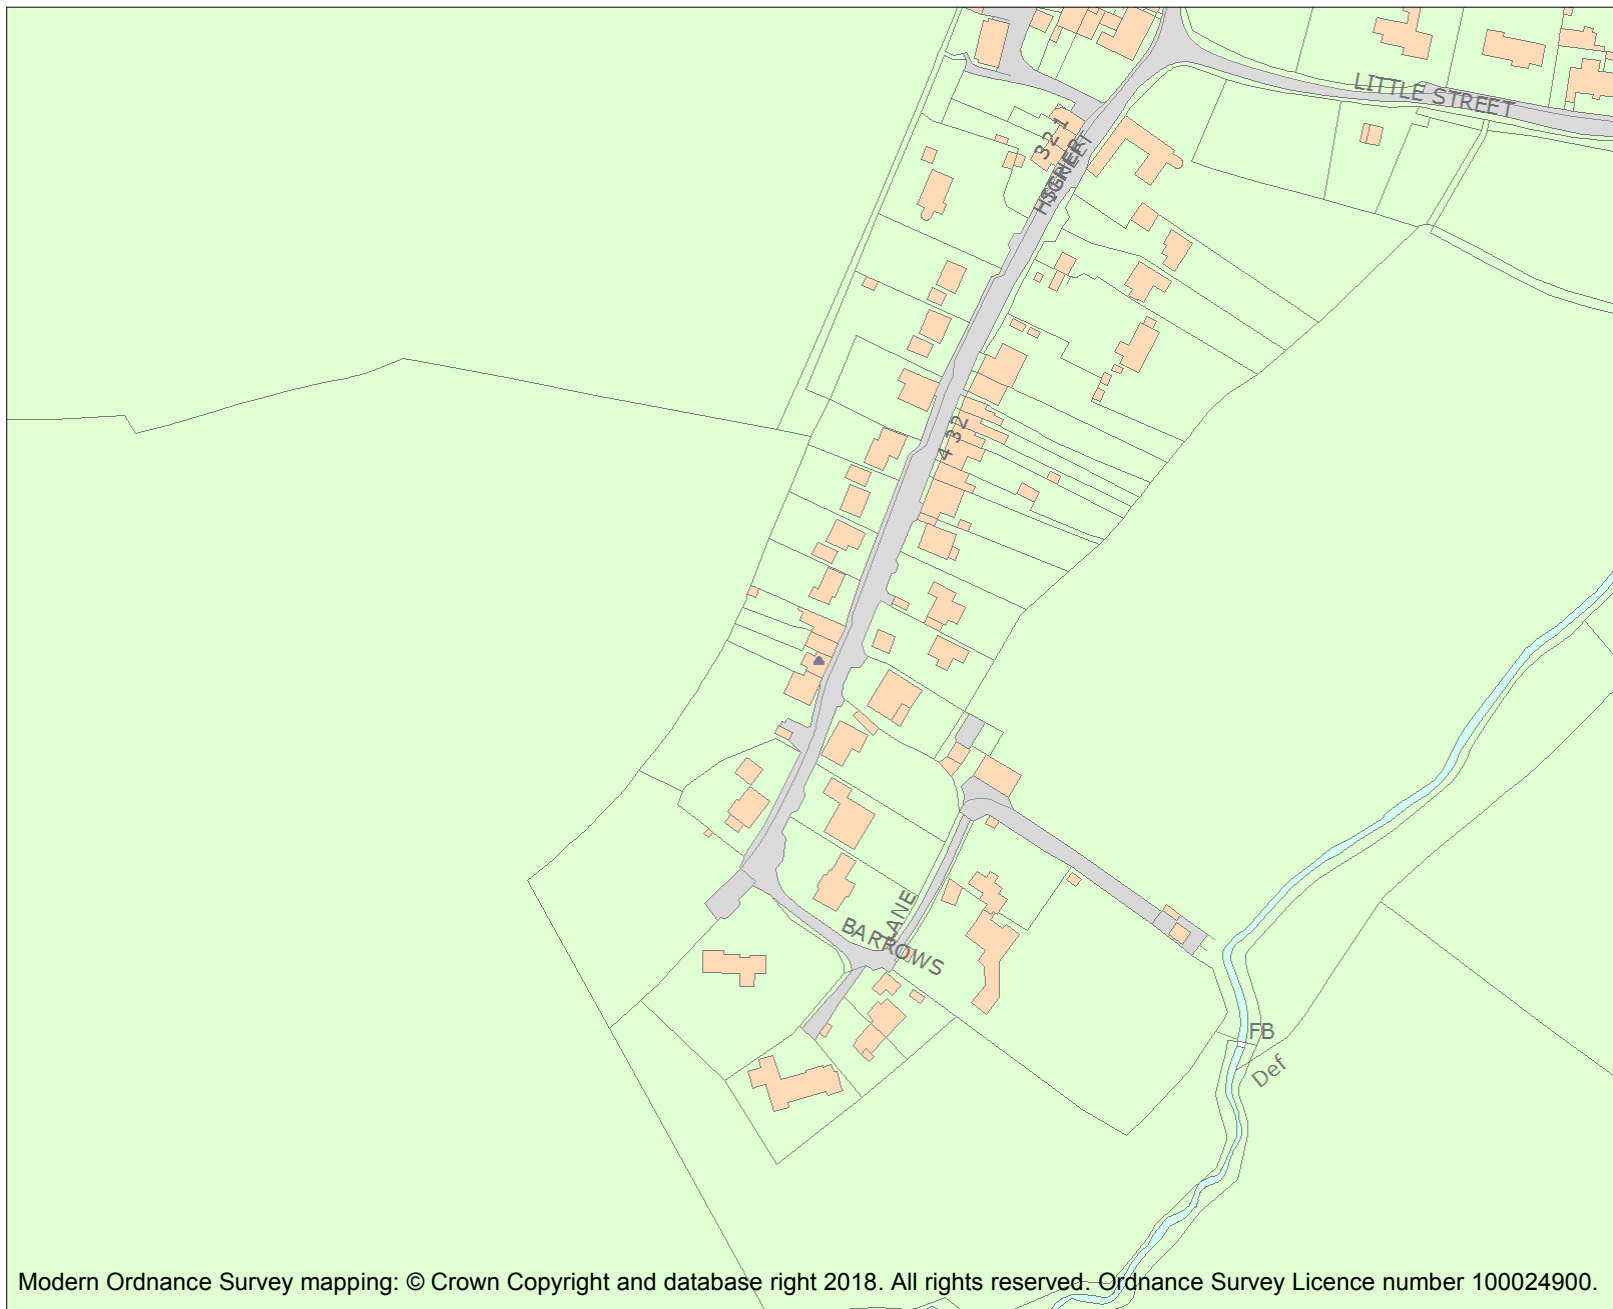 LITTLE STREET
1
2
3
HIGHER
STREET
2
3
4
BARROWS
LANE
FB
Def
Modern Ordnance Survey mapping: © Crown Copyright and database right 2018. All rights reserved. Ordnance Survey Licence number 100024900.